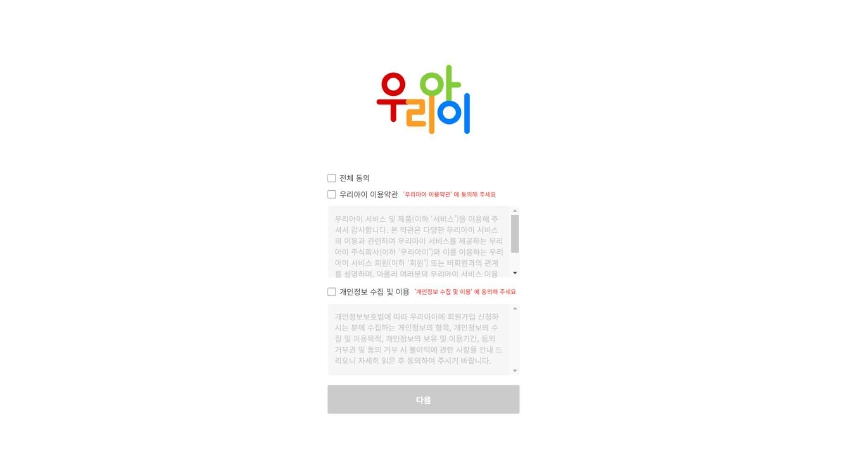 우리아이
전체 동의
우리아이 이용약관 '우리아이 이용약관' 에 동의해 주세요
우리아이 서비스 및 제품(이하 '서비스')을 이용해 주
셔서 감사합니다. 본 약관은 다양한 우리아이 서비스
의 이용과 관련하여 우리아이 서비스를 제공하는 우리
아이 주식회사(이하 '우리아이')와 이를 이용하는 우리
아이 서비스 회원(이하 '회원') 또는 비회원과의 관계
를 설명하며, 아울러 여러분의 우리아이 서비스 이용
개인정보 수집 및 이용 '개인정보 수집 및 이용' 에 동의해 주세요
개인정보보호법에 따라 우리아이에 회원가입 신청하
시는 분께 수집하는 개인정보의 항목, 개인정보의 수
집 및 이용목적, 개인정보의 보유 및 이용기간, 동의
거부권 및 동의 거부 시 불이익에 관한 사항을 안내 드
리오니 자세히 읽은 후 동의하여 주시기 바랍니다.
다음